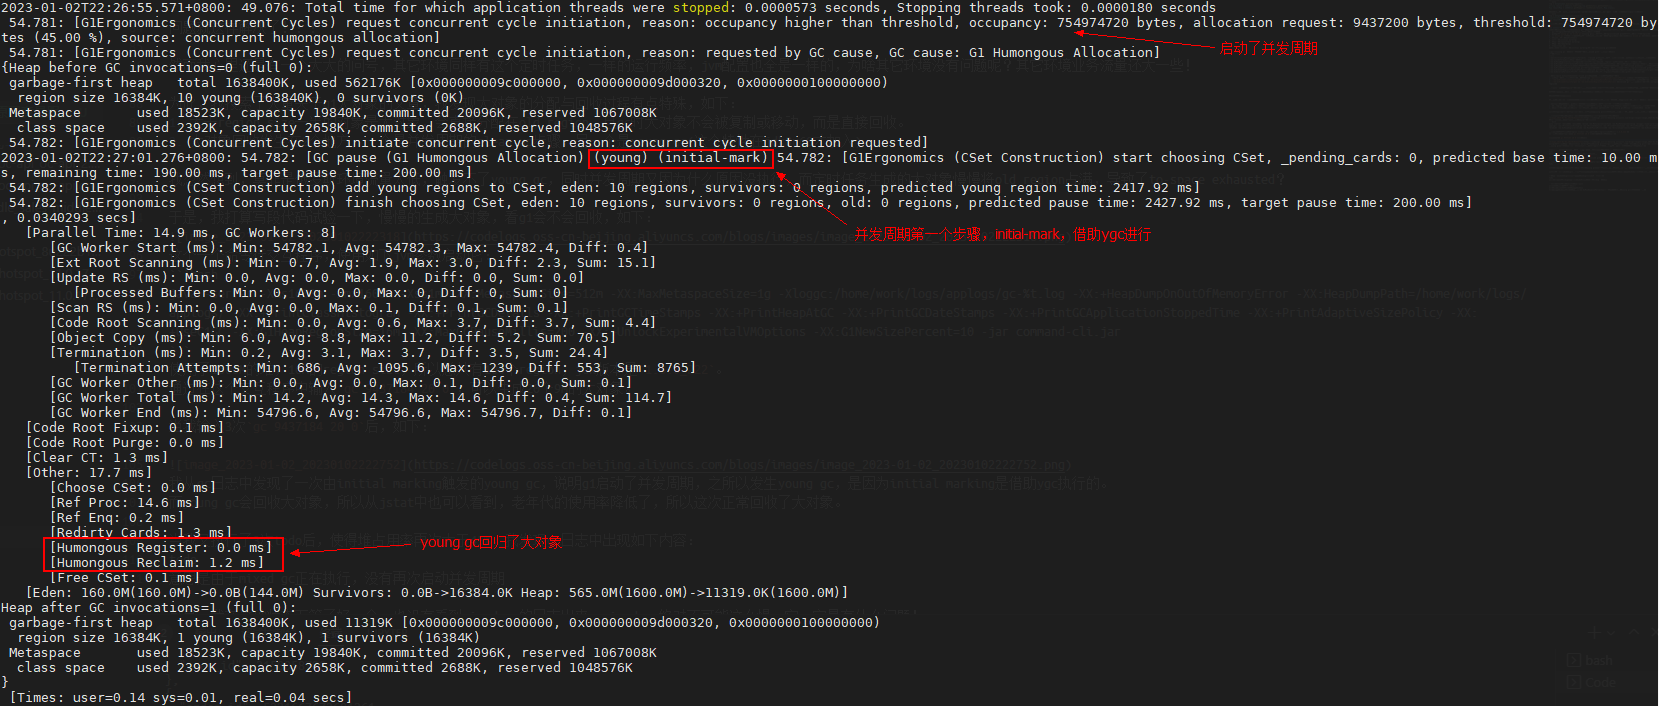 2023-01-02T22:26:55.571+0800: 49.076: Total time for which application threads were stopped: 0.0000573 seconds, Stopping threads took: 0.0000180 seconds
54.781: [G1Ergonomics (Concurrent Cycles) request concurrent cycle initiation, reason: occupancy higher than threshold, occupancy: 754974720 bytes, allocation request: 9437200 bytes, threshold: 754974720 by
tes (45.00 %), source: concurrent humongous allocation]
启动了并发周期
54.781: [G1Ergonomics (Concurrent Cycles) request concurrent cycle initiation, reason: requested by GC cause, GC cause: G1 Humongous Allocation]
{Heap before GC invocations=0 (full 0):
garbage-first heap   total 1638400K, used 562176K [0x000000009c000000, 0x000000009d000320, 0x0000000100000000)
region size 16384K, 10 young (163840K), 0 survivors (0K)
Metaspace       used 18523K, capacity 19840K, committed 20096K, reserved 1067008K
class space    used 2392K, capacity 2658K, committed 2688K, reserved 1048576K
54.782: [G1Ergonomics (Concurrent Cycles) initiate concurrent cycle, reason: concurrent cycle initiation requested]
2023-01-02T22:27:01.276+0800: 54.782: [GC pause (G1 Humongous Allocation) (young) (initial-mark) 54.782: [G1Ergonomics (CSet Construction) start choosing CSet, _pending_cards: 0, predicted base time: 10.00 m
s, remaining time: 190.00 ms, target pause time: 200.00 ms]
54.782: [G1Ergonomics (CSet Construction) add young regions to CSet, eden: 10 regions, survivors: 0 regions, predicted young region time: 2417.92 ms]
54.782: [G1Ergonomics (CSet Construction) finish choosing CSet, eden: 10 regions, survivors: 0 regions, old: 0 regions, predicted pause time: 2427.92 ms, target pause time: 200.00 ms]
, 0.0340293 secs]
并发周期第一个步骤，initial-mark，借助ygc进行
[Parallel Time: 14.9 ms, GC Workers: 8]
[GC Worker Start (ms): Min: 54782.1, Avg: 54782.3, Max: 54782.4, Diff: 0.4]
[Ext Root Scanning (ms): Min: 0.7, Avg: 1.9, Max: 3.0, Diff: 2.3, Sum: 15.1]
[Update RS (ms): Min: 0.0, Avg: 0.0, Max: 0.0, Diff: 0.0, Sum: 0.0]
[Processed Buffers: Min: 0, Avg: 0.0, Max: 0, Diff: 0, Sum: 0]
[Scan RS (ms): Min: 0.0, Avg: 0.0, Max: 0.1, Diff: 0.1, Sum: 0.1]
[Code Root Scanning (ms): Min: 0.0, Avg: 0.6, Max: 3.7, Diff: 3.7, Sum: 4.4]
[Object Copy (ms): Min: 6.0, Avg: 8.8, Max: 11.2, Diff: 5.2, Sum: 70.5]
[Termination (ms): Min: 0.2, Avg: 3.1, Max: 3.7, Diff: 3.5, Sum: 24.4]
[Termination Attempts: Min: 686, Avg: 1095.6, Max: 1239, Diff: 553, Sum: 8765]
[GC Worker Other (ms): Min: 0.0, Avg: 0.0, Max: 0.1, Diff: 0.0, Sum: 0.1]
[GC Worker Total (ms): Min: 14.2, Avg: 14.3, Max: 14.6, Diff: 0.4, Sum: 114.7]
[GC Worker End (ms): Min: 54796.6, Avg: 54796.6, Max: 54796.7, Diff: 0.1]
[Code Root Fixup: 0.1 ms]
[Code Root Purge: 0.0 ms]
[Clear CT: 1.3 ms]
[Other: 17.7 ms]
[Choose CSet: 0.0 ms]
[Ref Proc: 14.6 ms]
[Ref Enq: 0.2 ms]
[Redirty Cards: 1.3 ms]
[Humongous Register: 0.0 ms]
young gc回归了大对象
[Humongous Reclaim: 1.2 ms]
[Free CSet: 0.1 ms]
[Eden: 160.0M(160.0M)->0.0B(144.0M) Survivors: 0.0B->16384.0K Heap: 565.0M(1600.0M)->11319.0K(1600.0M)]
Heap after GC invocations=1 (full 0):
garbage-first heap   total 1638400K, used 11319K [0x000000009c000000, 0x000000009d000320, 0x0000000100000000)
region size 16384K, 1 young (16384K), 1 survivors (16384K)
Metaspace       used 18523K, capacity 19840K, committed 20096K, reserved 1067008K
class space    used 2392K, capacity 2658K, committed 2688K, reserved 1048576K
}
[Times: user=0.14 sys=0.01, real=0.04 secs]